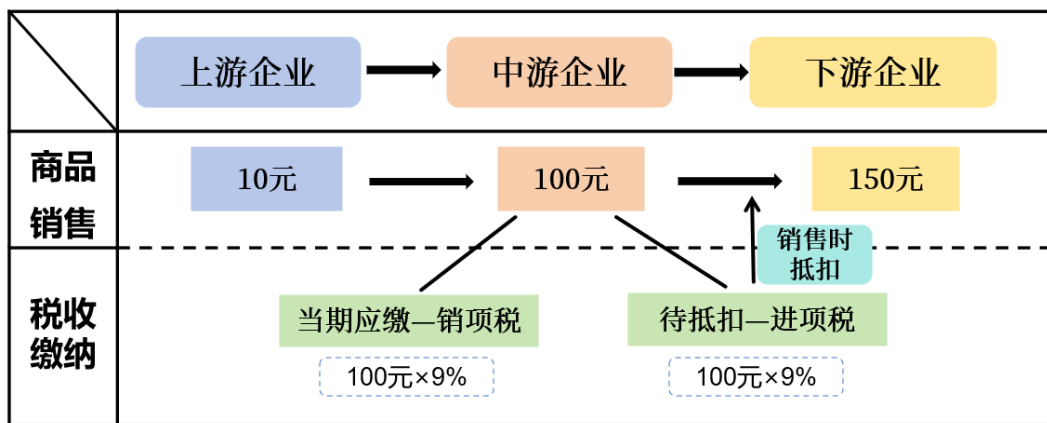 上游企业
中游企业
下游企业
商品
销售
10元
100元
150元
销售时
抵扣
税收
缴纳
当期应缴—销项税
待抵扣—进项税
100元×9%
100元×9%